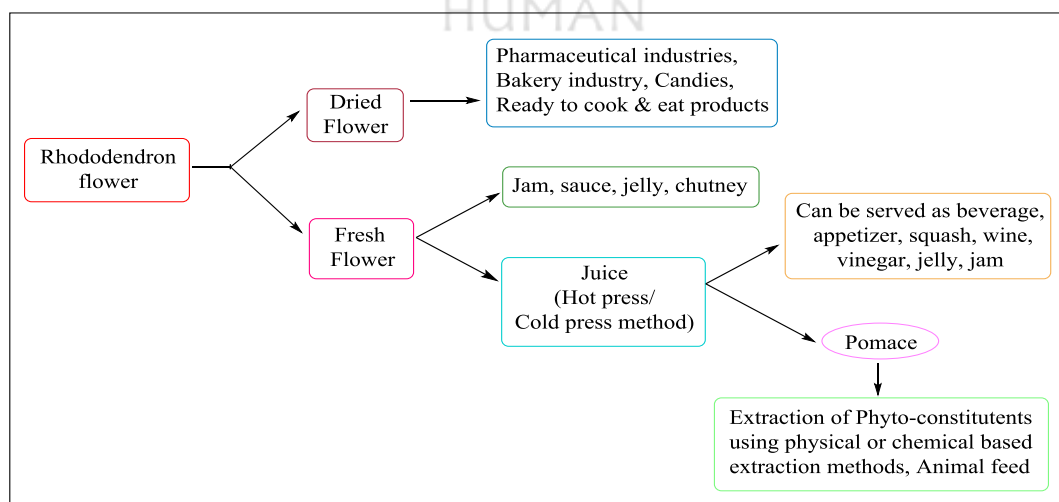 HUMAN
Pharmaceutical industries,
Bakery industry, Candies,
Ready to cook & eat products
Dried
Flower
Rhododendron
flower
Jam, sauce, jelly, chutney
Fresh
Flower
Can be served as beverage,
appetizer, squash, wine,
vinegar, jelly, jam
Juice
(Hot press/
Cold press method)
Pomace
Extraction of Phyto-constitutents
using physical or chemical based
extraction methods, Animal feed